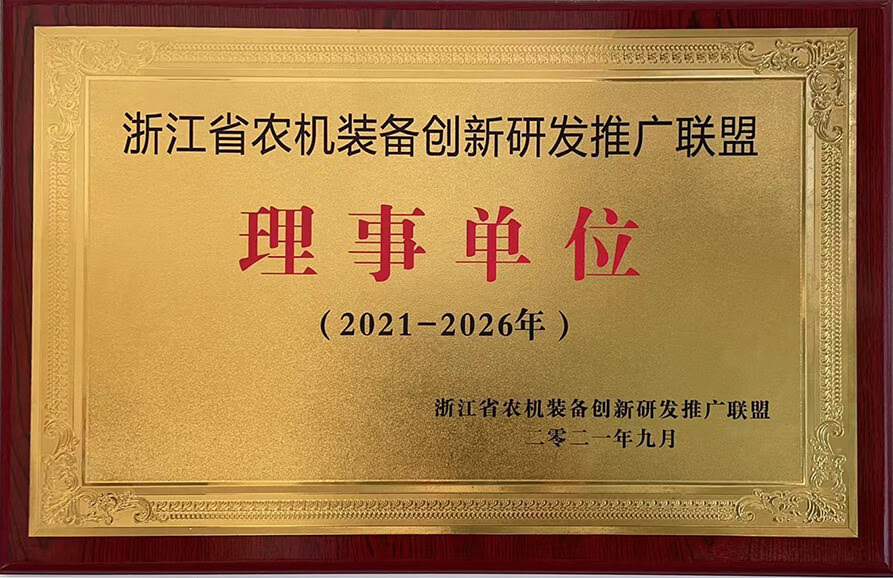 浙江省农机装备创新研发推广联盟
理事单位
（2021-2026年）
浙江省农机装备创新研发推广联盟
二零二一年九月